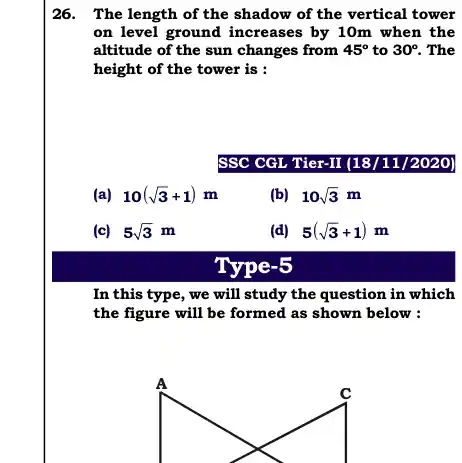 26. The length of the shadow of the vertical tower
on level ground increases by 10m when the
altitude of the sun changes from 45º to 30º. The
height of the tower is :
SSC CGL Tier-II (18/11/2020)
(a) 10(√3+1) m (b) 10√3 m
(c) 5√3 m (d) 5(√3+1) m
Type-5
In this type, we will study the question in which
the figure will be formed as shown below :
A
C